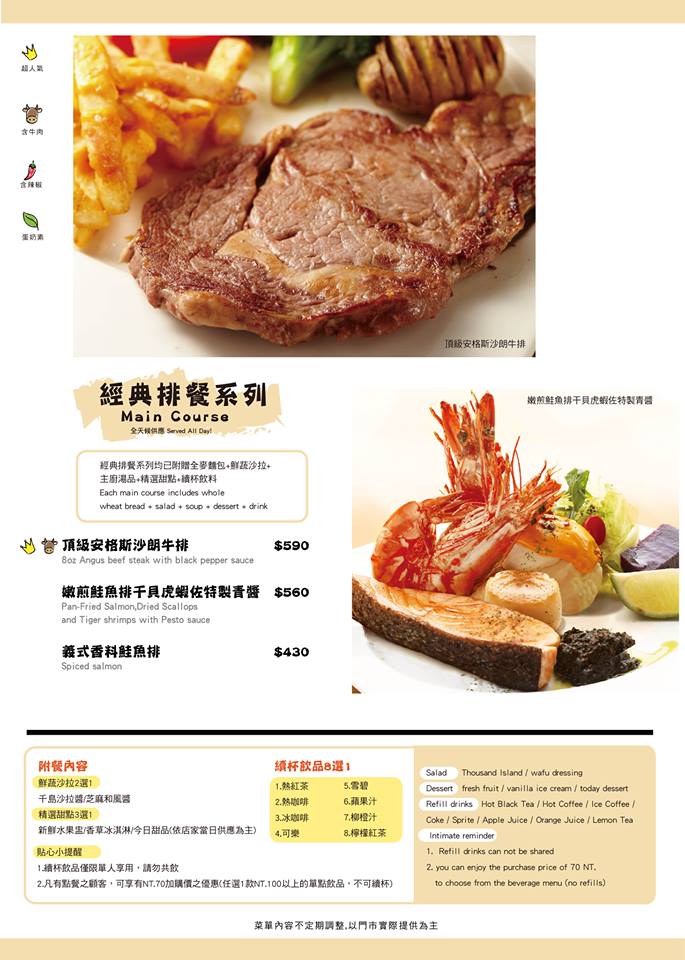 超人氣
含牛肉
含辣椒
蛋奶素
頂級安格斯沙朗牛排
經典排餐系列
Main Course
全天候供應 Served All Day!
經典排餐系列均已附贈全麥麵包+鮮蔬沙拉+
主廚湯品+精選甜點+續杯飲料
Each main course includes whole
wheat bread + salad + soup + dessert + drink
頂級安格斯沙朗牛排 $590
8oz Angus beef steak with black pepper sauce
嫩煎鮭魚排干貝虎蝦佐特製青醬 $560
Pan-Fried Salmon,Dried Scallops
and Tiger shrimps with Pesto sauce
義式香料鮭魚排 $430
Spiced salmon
嫩煎鮭魚排干貝虎蝦佐特製青醬
附餐內容
鮮蔬沙拉2選1
千島沙拉醬/芝麻和風醬
精選甜點3選1
新鮮水果盅/香草冰淇淋/今日甜品(依店家當日供應為主)
貼心小提醒
1.續杯飲品僅限單人享用，請勿共飲
2.凡有點餐之顧客，可享有NT.70加購價之優惠(任選1款NT.100以上的單點飲品，不可續杯)
續杯飲品8選1
1.熱紅茶 5.雪碧
2.熱咖啡 6.蘋果汁
3.冰咖啡 7.柳橙汁
4.可樂 8.檸檬紅茶
Salad Thousand Island / wafu dressing
Dessert fresh fruit / vanilla ice cream / today dessert
Refill drinks Hot Black Tea / Hot Coffee / Ice Coffee /
Coke / Sprite / Apple Juice / Orange Juice / Lemon Tea
Intimate reminder
1. Refill drinks can not be shared
2. you can enjoy the purchase price of 70 NT.
to choose from the beverage menu (no refills)
菜單內容不定期調整,以門市實際提供為主